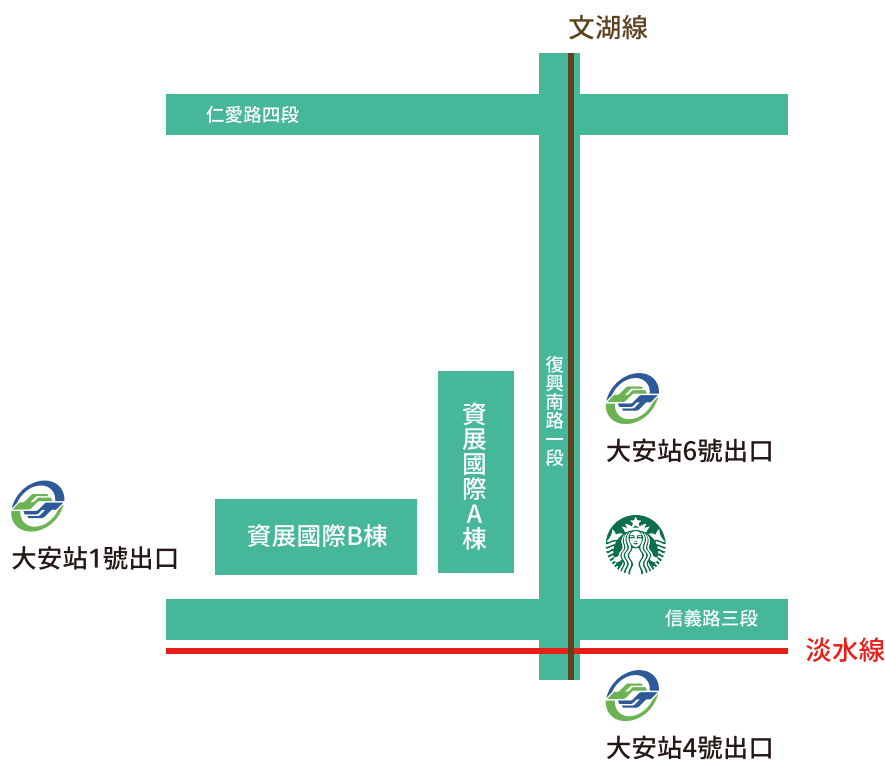 文湖線
仁愛路四段
復興南路一段
資展國際A棟
大安站6號出口
資展國際B棟
大安站1號出口
信義路三段
淡水線
大安站4號出口